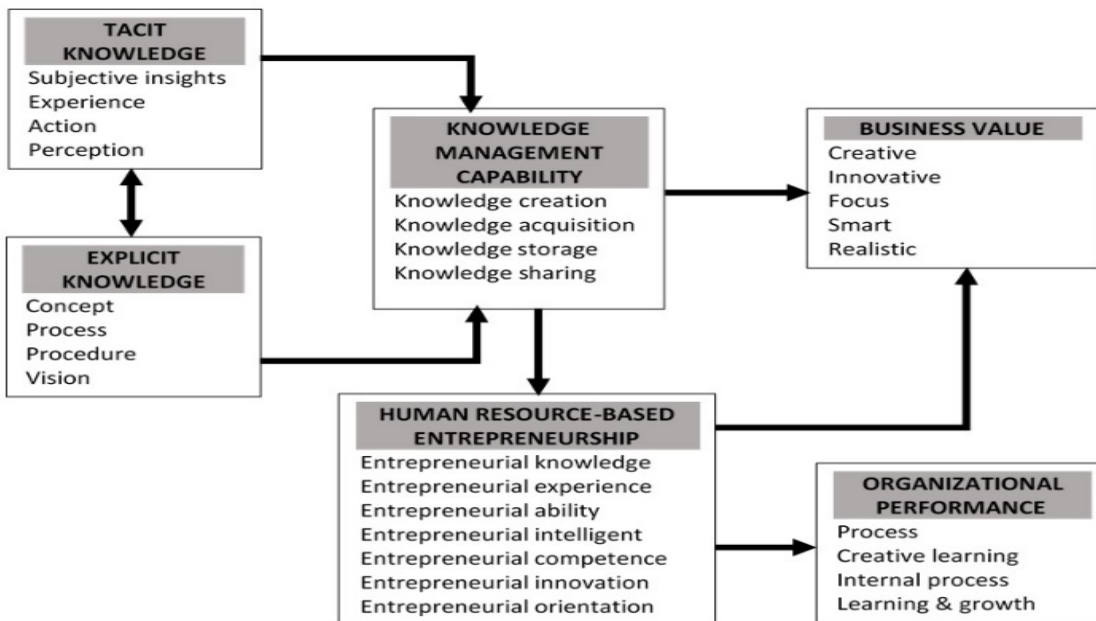 TACIT
KNOWLEDGE
Subjective insights
Experience
Action
Perception
EXPLICIT
KNOWLEDGE
Concept
Process
Procedure
Vision
KNOWLEDGE
MANAGEMENT
CAPABILITY
Knowledge creation
Knowledge acquisition
Knowledge storage
Knowledge sharing
HUMAN RESOURCE-BASED
ENTREPRENEURSHIP
Entrepreneurial knowledge
Entrepreneurial experience
Entrepreneurial ability
Entrepreneurial intelligent
Entrepreneurial competence
Entrepreneurial innovation
Entrepreneurial orientation
BUSINESS VALUE
Creative
Innovative
Focus
Smart
Realistic
ORGANIZATIONAL
PERFORMANCE
Process
Creative learning
Internal process
Learning & growth